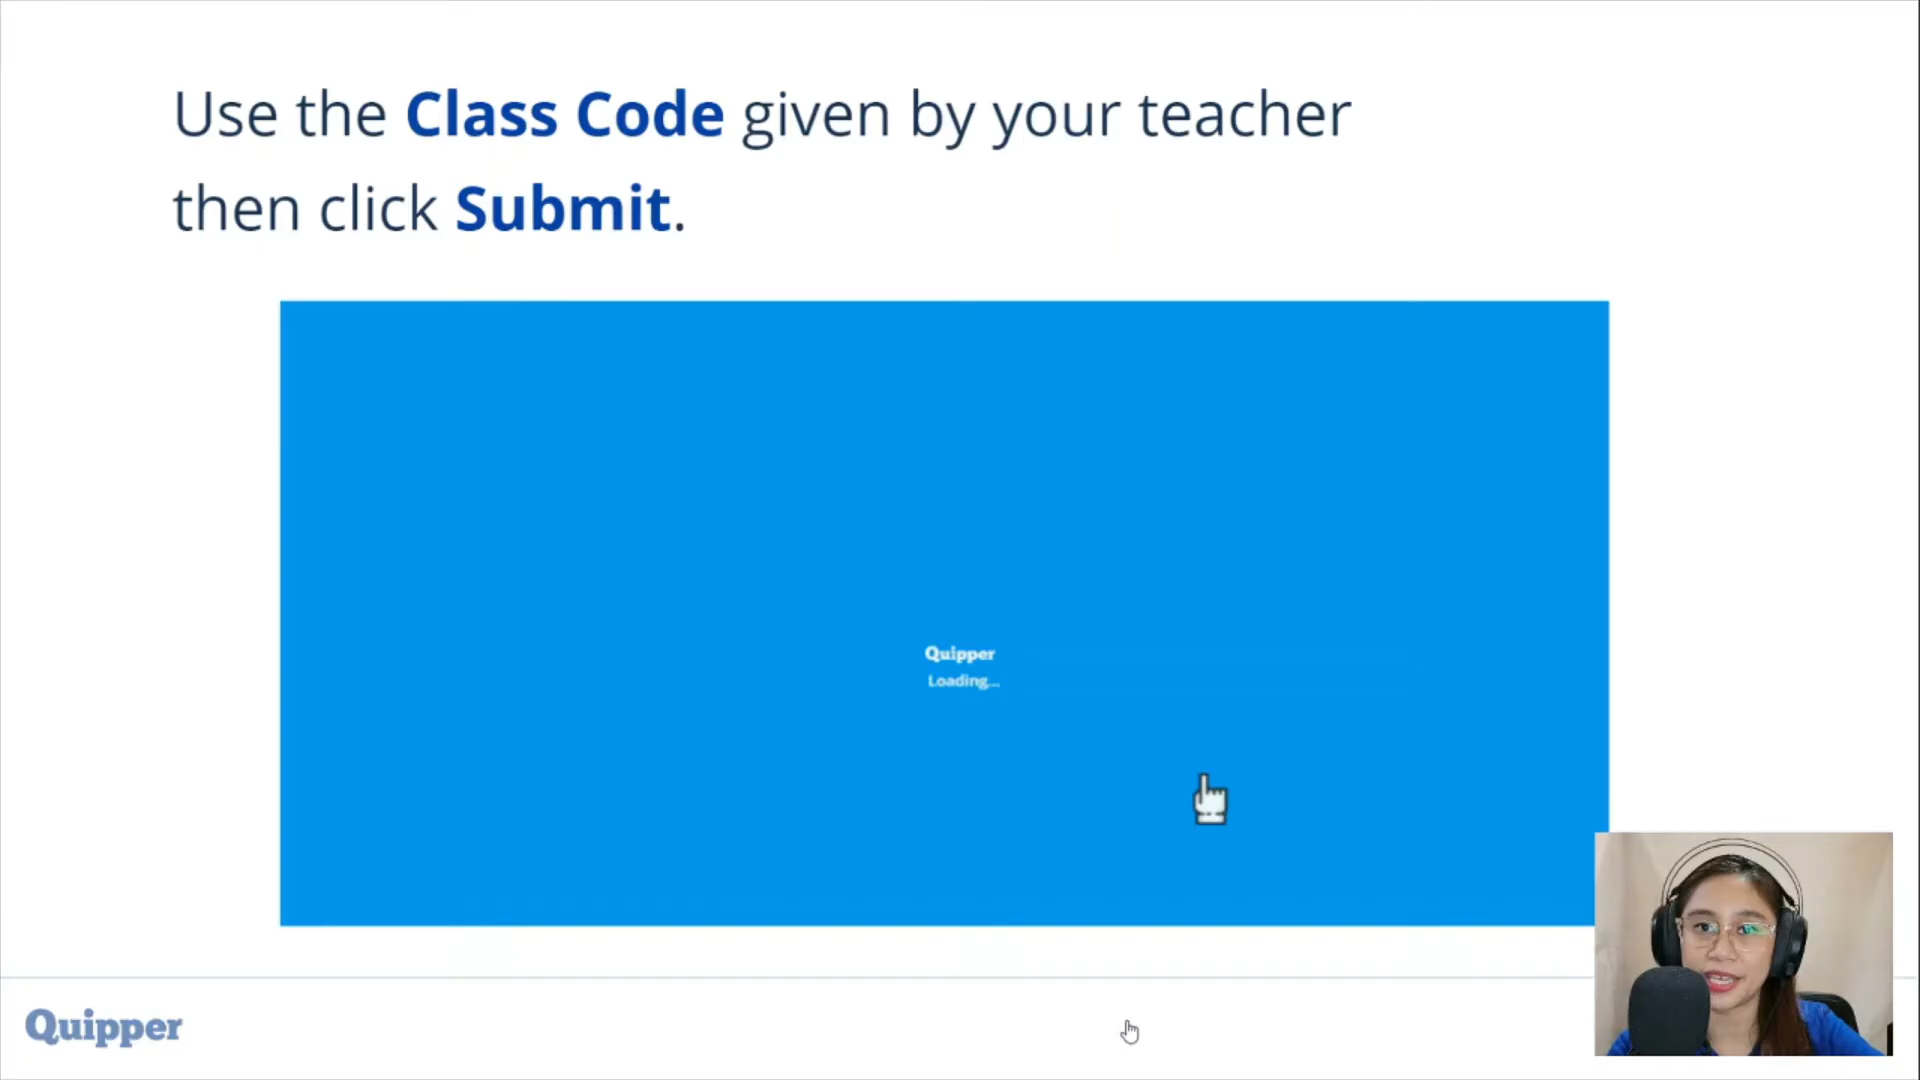 Use the Class Code given by your teacher
then click Submit.
Quipper
Loading...
Quipper